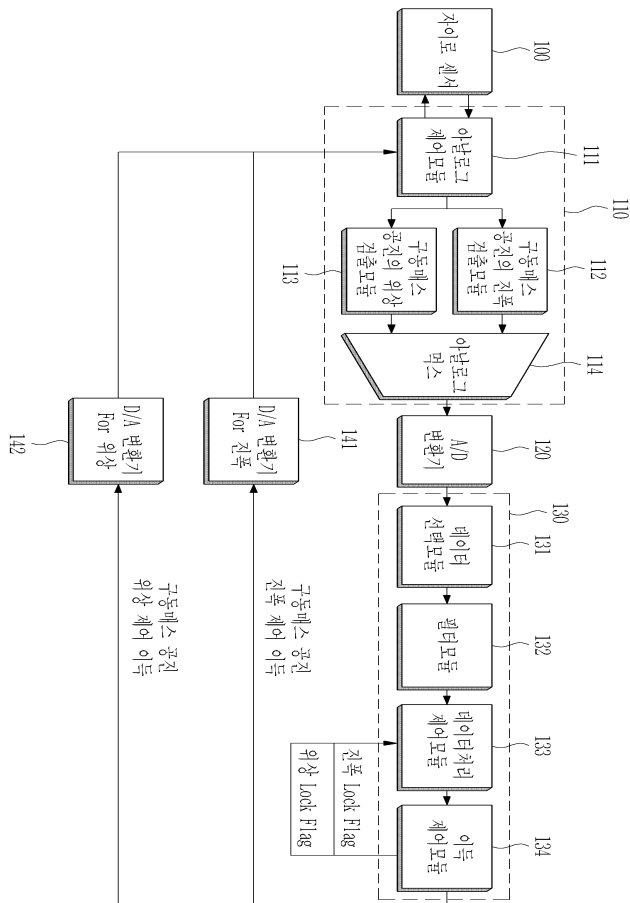 100
자이로 센서
110
111
아날로그
제어모듈
112
구동매스
공진의 진폭
검출모듈
구동매스
공진의 위상
검출모듈
113
114
아날로그
먹스
120
A/D
변환기
130
131
데이터
선택모듈
132
필터모듈
133
데이터처리
제어모듈
134
이득
제어모듈
진폭 Lock Flag
위상 Lock Flag
141
D/A 변환기
For 진폭
구동매스 공진
진폭 제어 이득
D/A 변환기
For 위상
142
구동매스 공진
위상 제어 이득